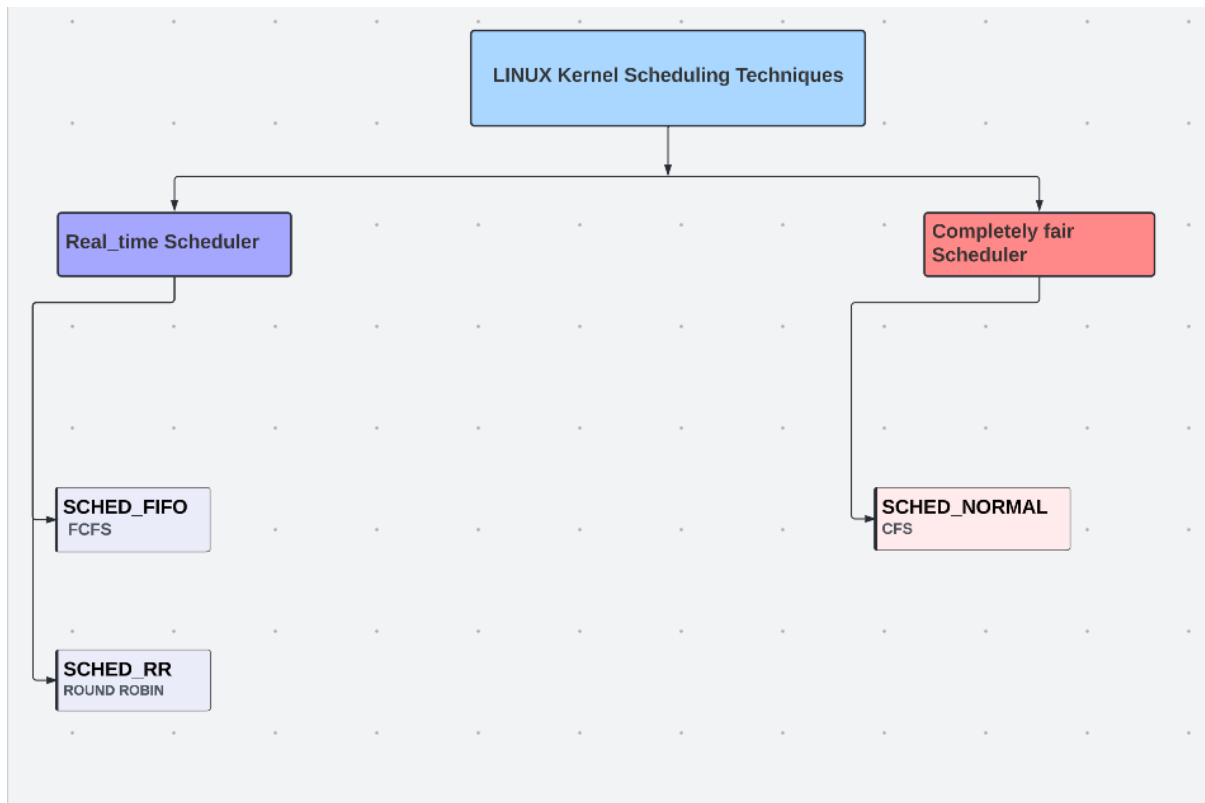 LINUX Kernel Scheduling Techniques
Real_time Scheduler
Completely fair
Scheduler
SCHED_FIFO
FCFS
SCHED_NORMAL
CFS
SCHED_RR
ROUND ROBIN